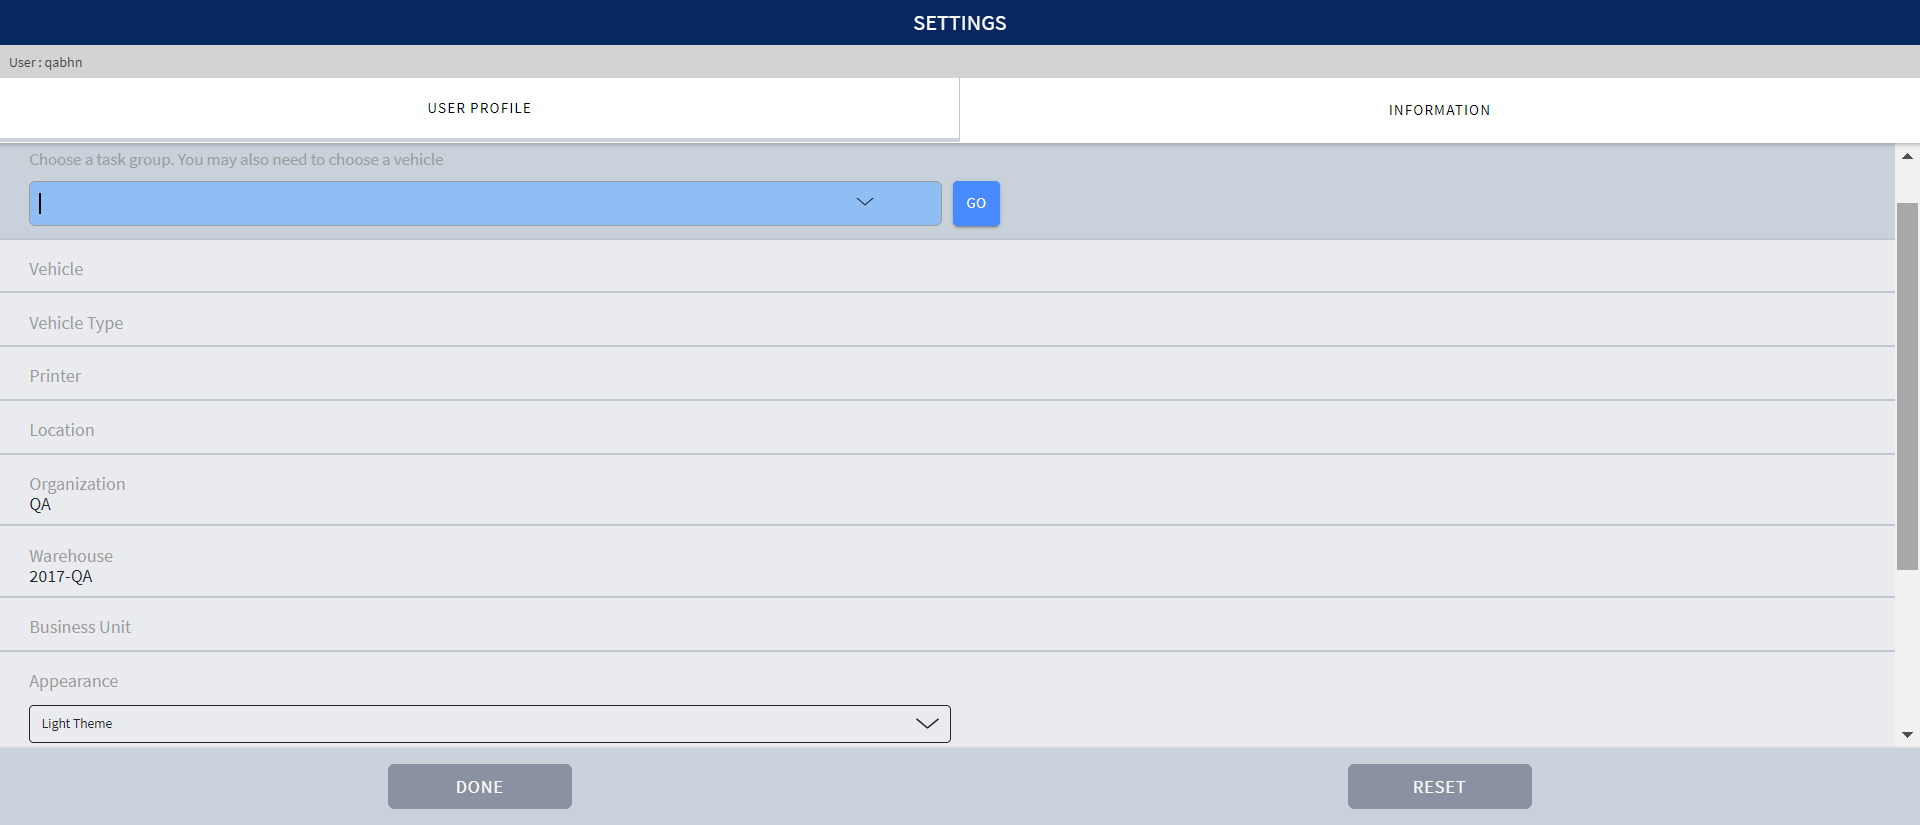 SETTINGS
User : qabhn
USER PROFILE
INFORMATION
Choose a task group. You may also need to choose a vehicle
GO
Vehicle
Vehicle Type
Printer
Location
Organization
QA
Warehouse
2017-QA
Business Unit
Appearance
Light Theme
DONE
RESET